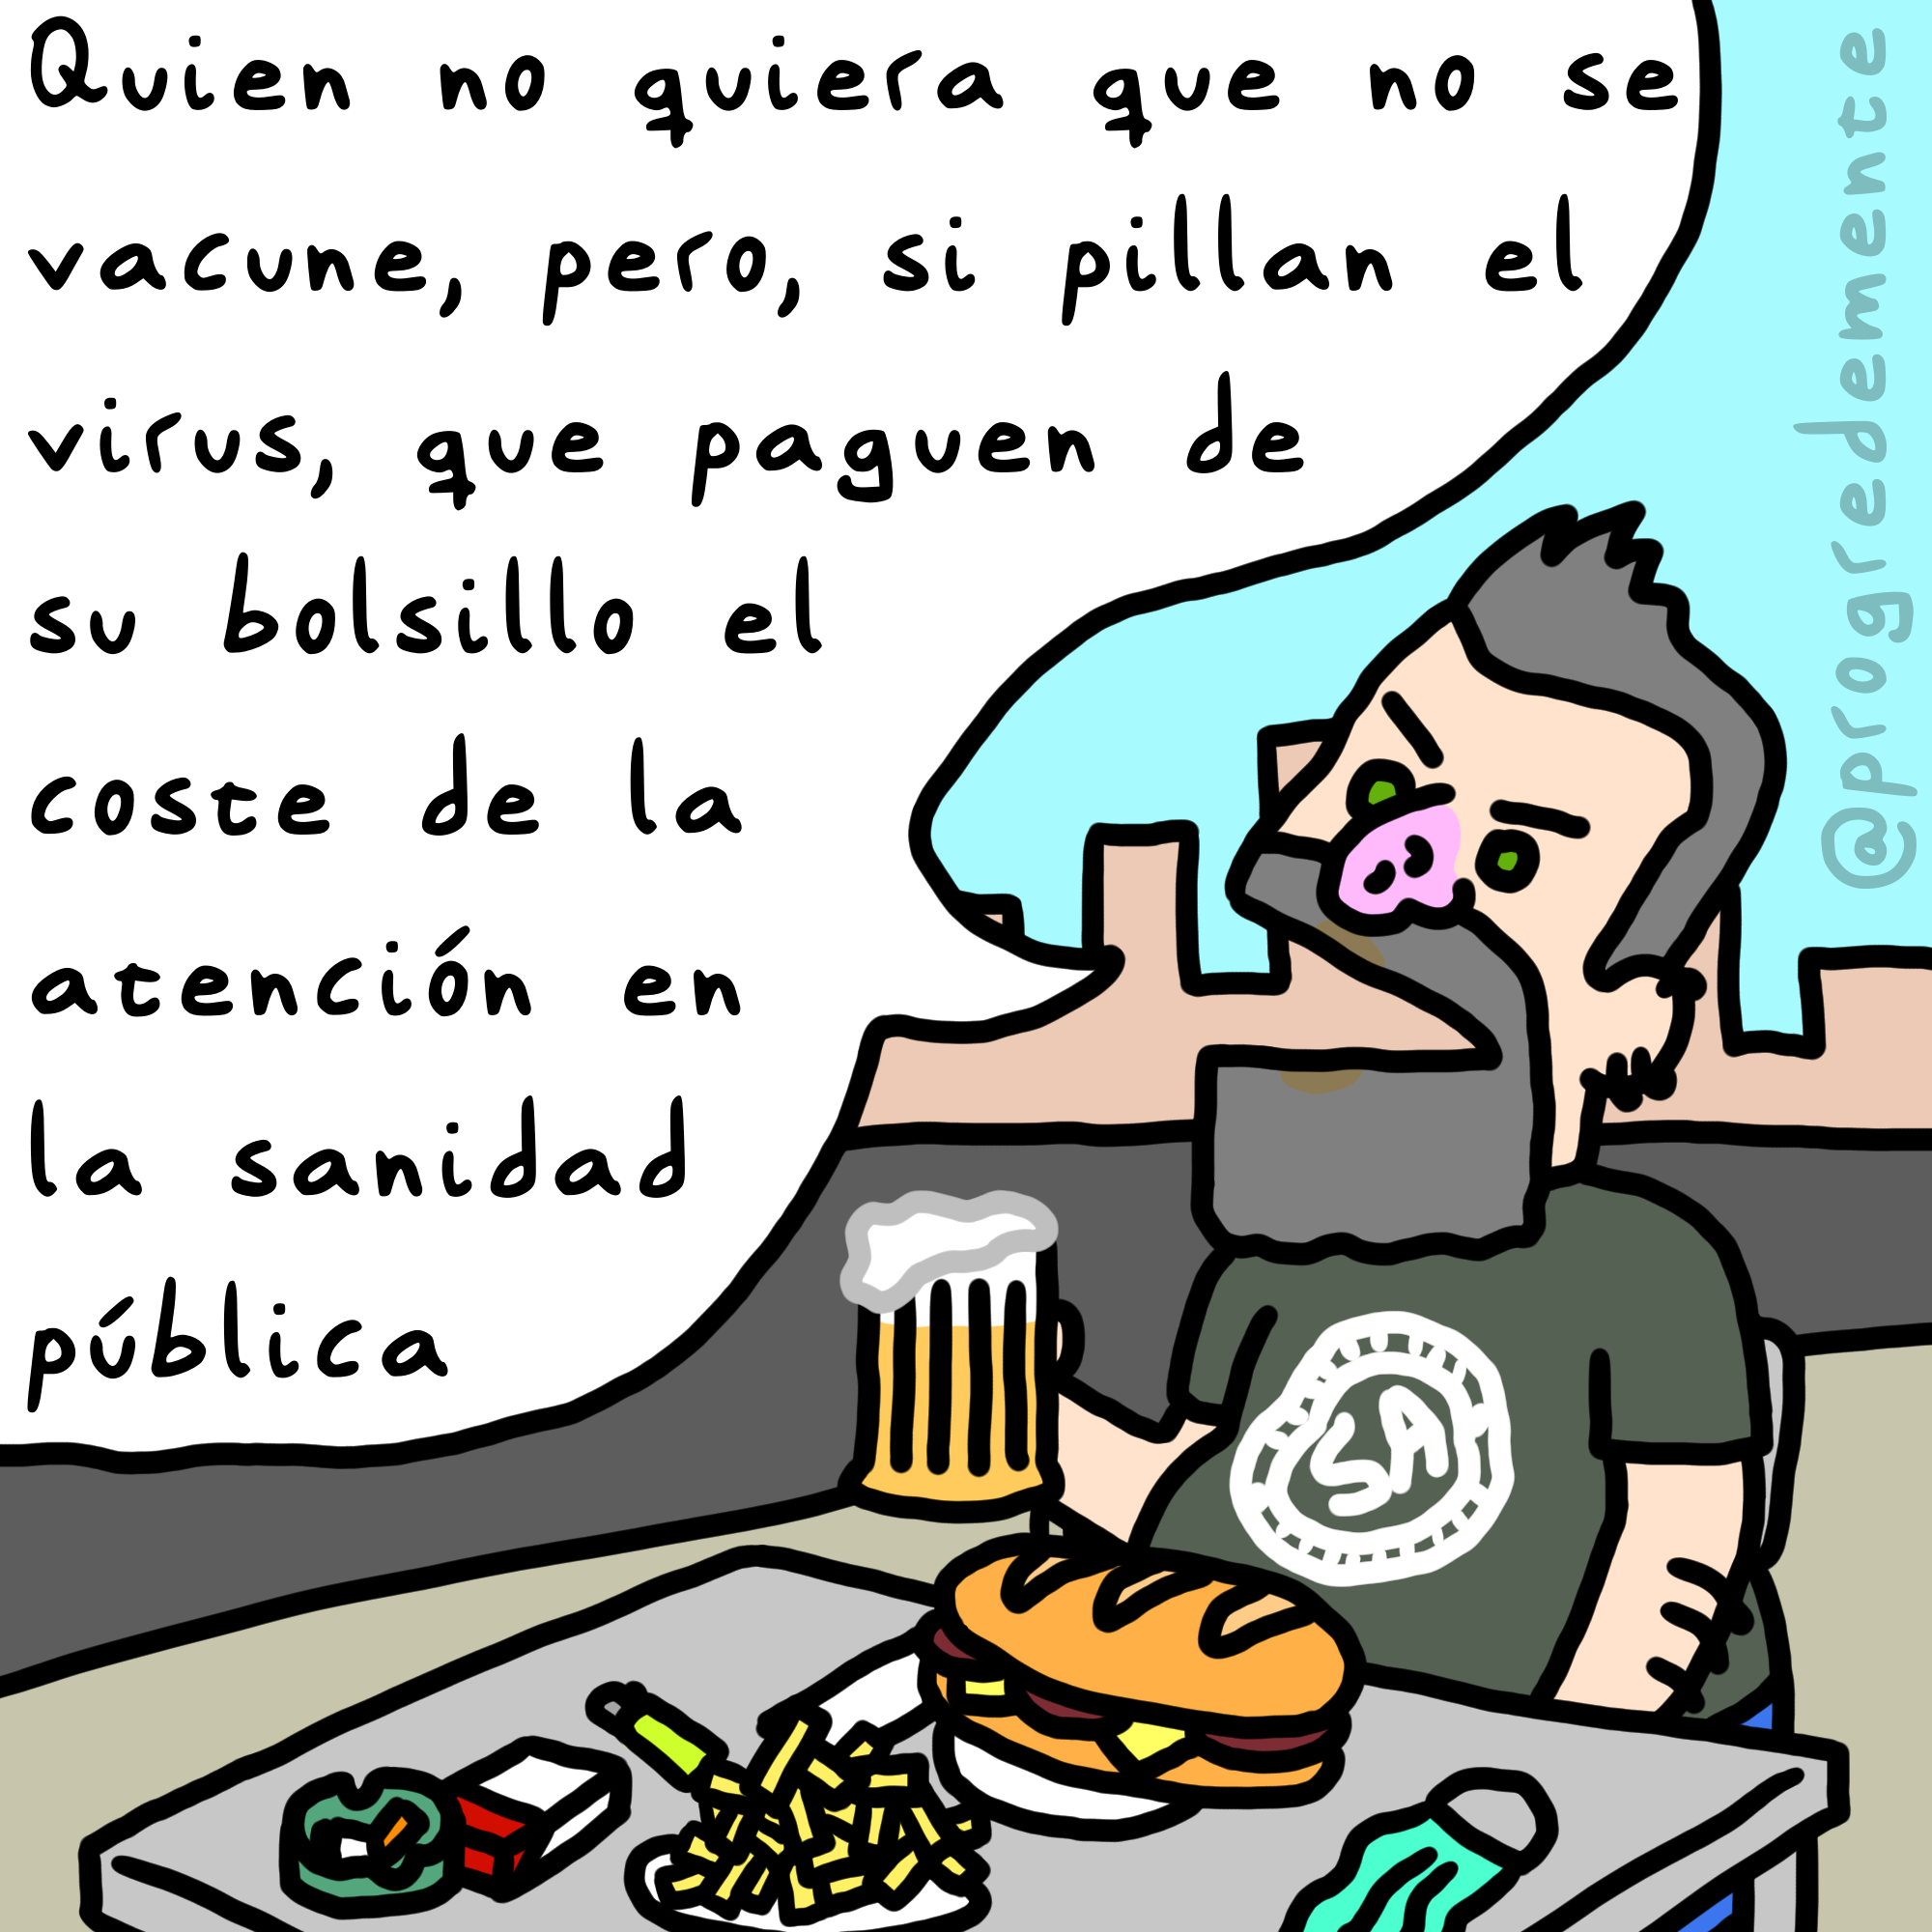 Quien no quiera que no se
vacune, pero, si pillan el
virus, que paguen de
su bolsillo el
coste de la
atención en
la sanidad
pública
@progredemente
SA